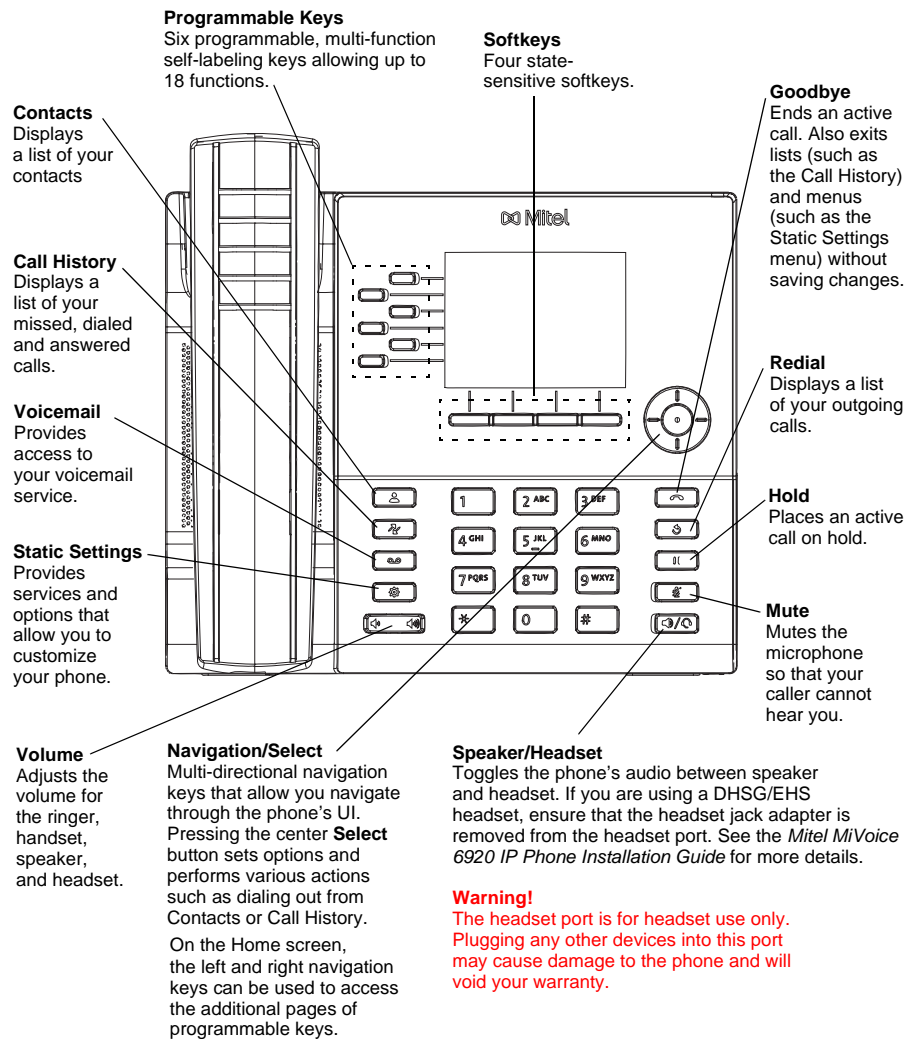 Programmable Keys
Six programmable, multi-function
self-labeling keys allowing up to
18 functions.
Softkeys
Four state-
sensitive softkeys.
Goodbye
Ends an active
call. Also exits
lists (such as
the Call History)
and menus
(such as the
Static Settings
menu) without
saving changes.
Contacts
Displays
a list of your
contacts
Call History
Displays a
list of your
missed, dialed
and answered
calls.
Voicemail
Provides
access to
your voicemail
service.
Static Settings
Provides
services and
options that
allow you to
customize
your phone.
Mitel
1
2 ABC
3 DEF
4 GHI
5 JKL
6 MNO
7 PQRS
8 TUV
9 WXYZ
*
0
#
Redial
Displays a list
of your outgoing
calls.
Hold
Places an active
call on hold.
Mute
Mutes the
microphone
so that your
caller cannot
hear you.
Volume
Adjusts the
volume for
the ringer,
handset,
speaker,
and headset.
Navigation/Select
Multi-directional navigation
keys that allow you navigate
through the phone's UI.
Pressing the center Select
button sets options and
performs various actions
such as dialing out from
Contacts or Call History.
On the Home screen,
the left and right navigation
keys can be used to access
the additional pages of
programmable keys.
Speaker/Headset
Toggles the phone's audio between speaker
and headset. If you are using a DHSG/EHS
headset, ensure that the headset jack adapter is
removed from the headset port. See the Mitel MiVoice
6920 IP Phone Installation Guide for more details.
Warning!
The headset port is for headset use only.
Plugging any other devices into this port
may cause damage to the phone and will
void your warranty.